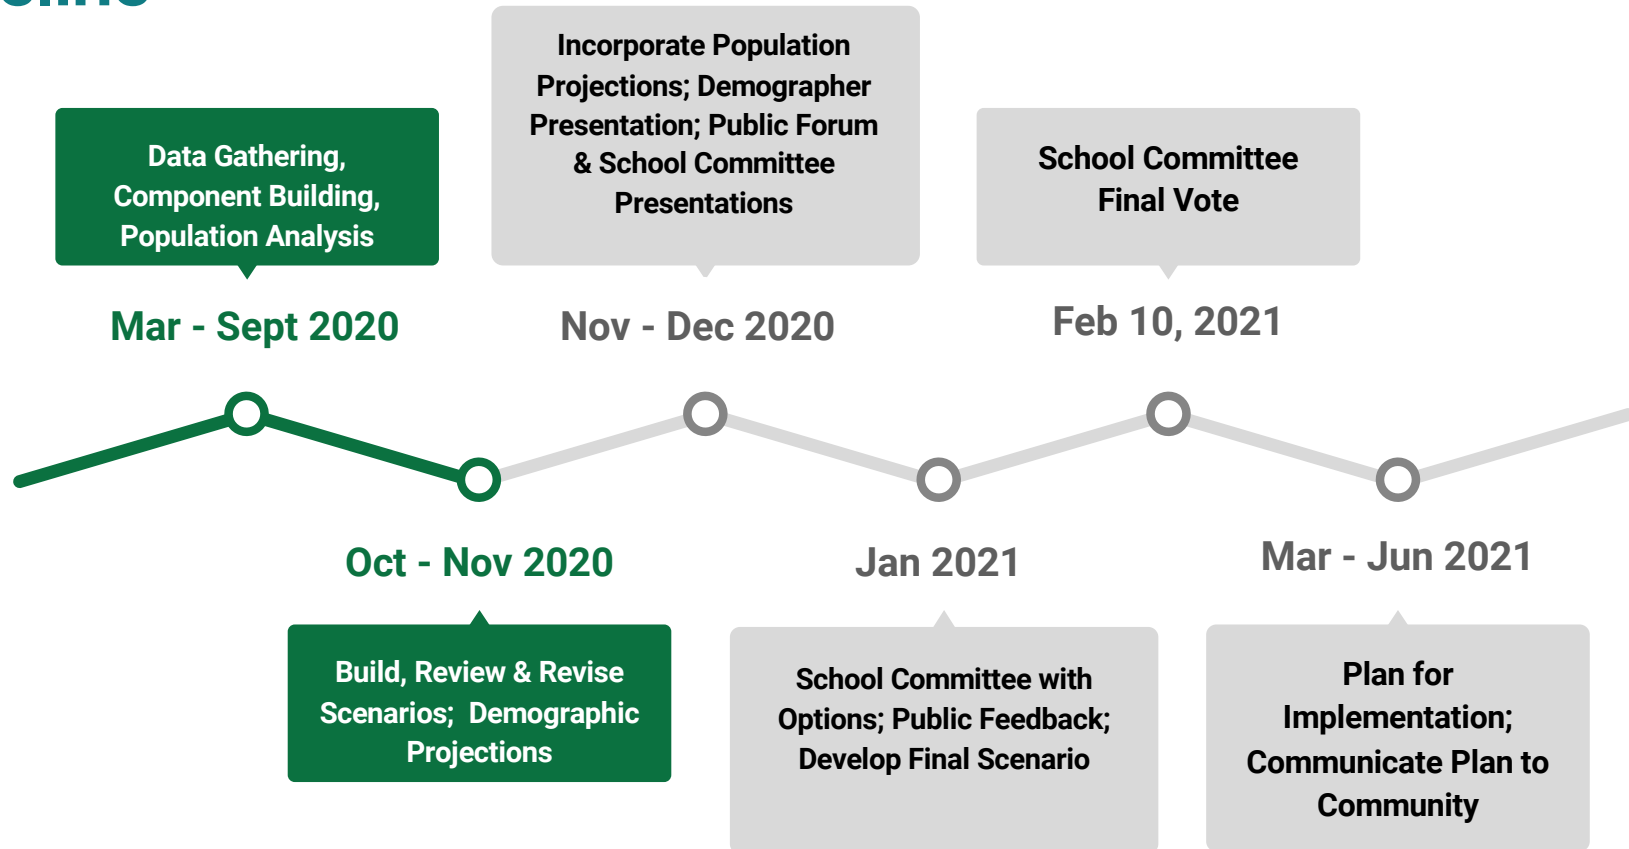 Incorporate Population
Projections; Demographer
Presentation; Public Forum
& School Committee
Presentations
Data Gathering,
Component Building,
Population Analysis
School Committee
Final Vote
Mar - Sept 2020
Nov - Dec 2020
Feb 10, 2021
Oct - Nov 2020
Jan 2021
Mar - Jun 2021
Build, Review & Revise
Scenarios;  Demographic
Projections
School Committee with
Options; Public Feedback;
Develop Final Scenario
Plan for
Implementation;
Communicate Plan to
Community